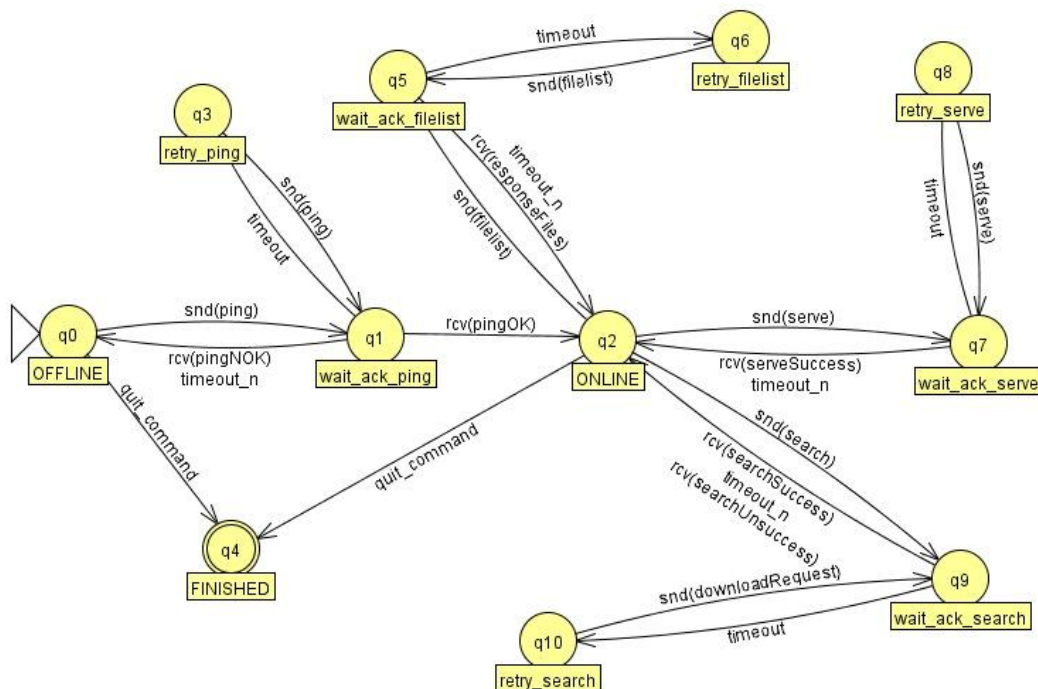 timeout
q6
snd(filelist)
retry_filelist
q5
wait_ack_filelist
q8
retry_serve
q3
retry_ping
snd(ping)
timeout
timeout_n
rcv(responseFiles)
snd(filelist)
timeout
snd(serve)
q0
OFFLINE
snd(ping)
rcv(pingNOK)
timeout_n
q1
wait_ack_ping
rcv(pingOK)
q2
ONLINE
snd(serve)
rcv(serveSuccess)
timeout_n
q7
wait_ack_serve
quit_command
quit_command
snd(search)
rcv(searchSuccess)
timeout_n
rcv(searchUnsuccess)
q4
FINISHED
q9
wait_ack_search
snd(downloadRequest)
timeout
q10
retry_search